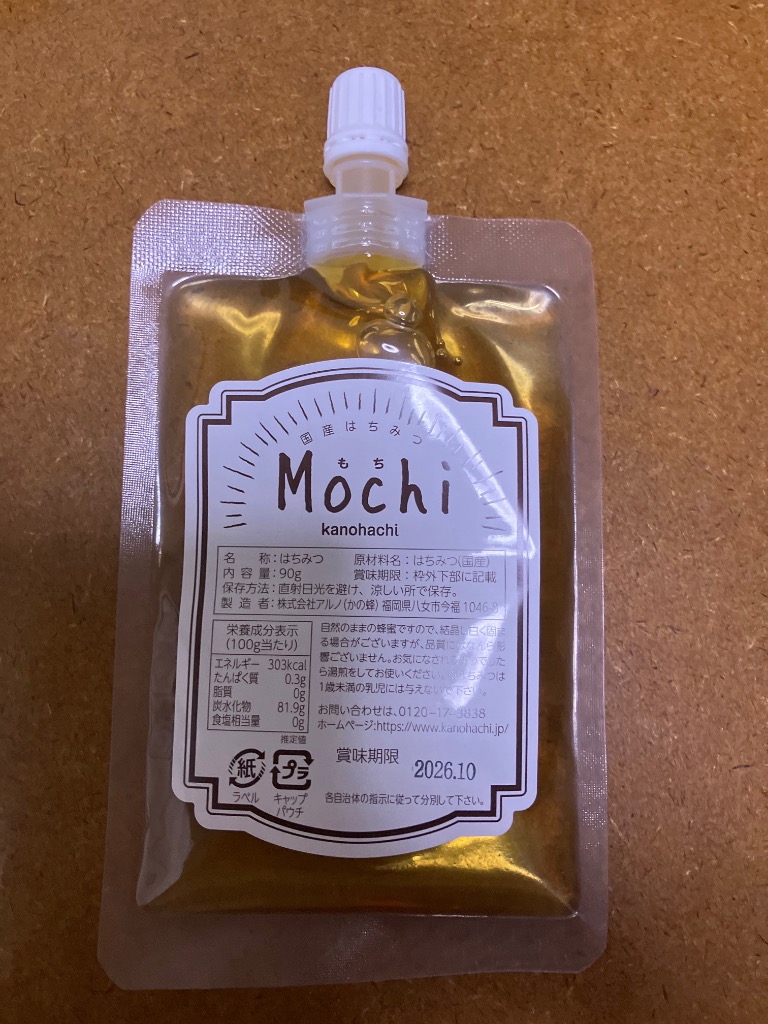 国産はちみつ
もち
Mochi
kanohachi
名　称：はちみつ　原材料名：はちみつ(国産)
内容量：90g　賞味期限：枠外下部に記載
保存方法：直射日光を避け、涼しい所で保存。
製造者：株式会社アルノ(かの蜂) 福岡県八女市今福1046-8
栄養成分表示
(100g当たり)
エネルギー 303kcal
たんぱく質 0.3g
脂質 0g
炭水化物 81.9g
食塩相当量 0g
推定値
自然のままの蜂蜜ですので、結晶し白く固まる
場合がございますが、品質に
影響ございません。お気になされ
ら湯煎をしてお使いください。
1歳未満の乳児には与えないで下さい。
お問い合わせは、0120-17-3838
ホームページ:https://www.kanohachi.jp/
賞味期限 2026.10
紙
ラベル
プラ
キャップ
パウチ
各自治体の指示に従って分別して下さい。